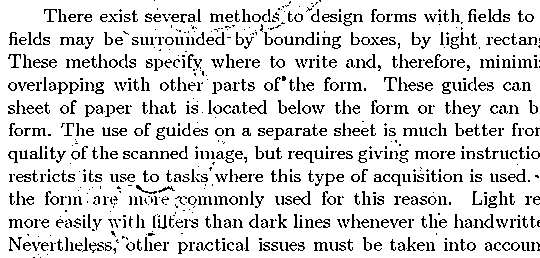 There exist several methods to design forms with fields to
fields may be surrounded by bounding boxes, by light rectan
These methods specify where to write and, therefore, minimi
overlapping with other parts of the form. These guides can
sheet of paper that is located below the form or they can b
form. The use of guides on a separate sheet is much better from
quality of the scanned image, but requires giving more instructio
restricts its use to tasks where this type of acquisition is used.
the form are more commonly used for this reason. Light re
more easily with filters than dark lines whenever the handwritte
Nevertheless, other practical issues must be taken into accoun